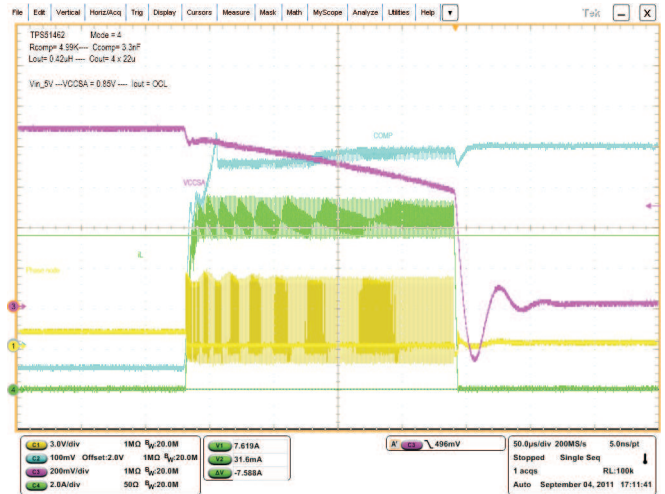 File Edit Vertical Horiz/Acq Trig Display Cursors Measure Mask Math MyScope Analyze Utilities Help Tek
TPS51462 Mode = 4
Rcomp= 4.99K---- Ccomp= 3.3nF
Lout= 0.42uH ---- Cout= 4 x 22u
Vin_5V ---VCCSA = 0.85V ---- Iout = OCL
COMP
VCCSA
IL
Phase node
3
1
4
C1 3.0V/div 1MΩ BW:20.0M
C2 100mV Offset:2.0V 1MΩ BW:20.0M
C3 200mV/div 1MΩ BW:20.0M
C4 2.0A/div 50Ω BW:20.0M
V1 7.619A
V2 31.6mA
ΔV -7.588A
A' C3 496mV
50.0µs/div 200MS/s 5.0ns/pt
Stopped Single Seq
1 acqs RL:100k
Auto September 04, 2011 17:11:41